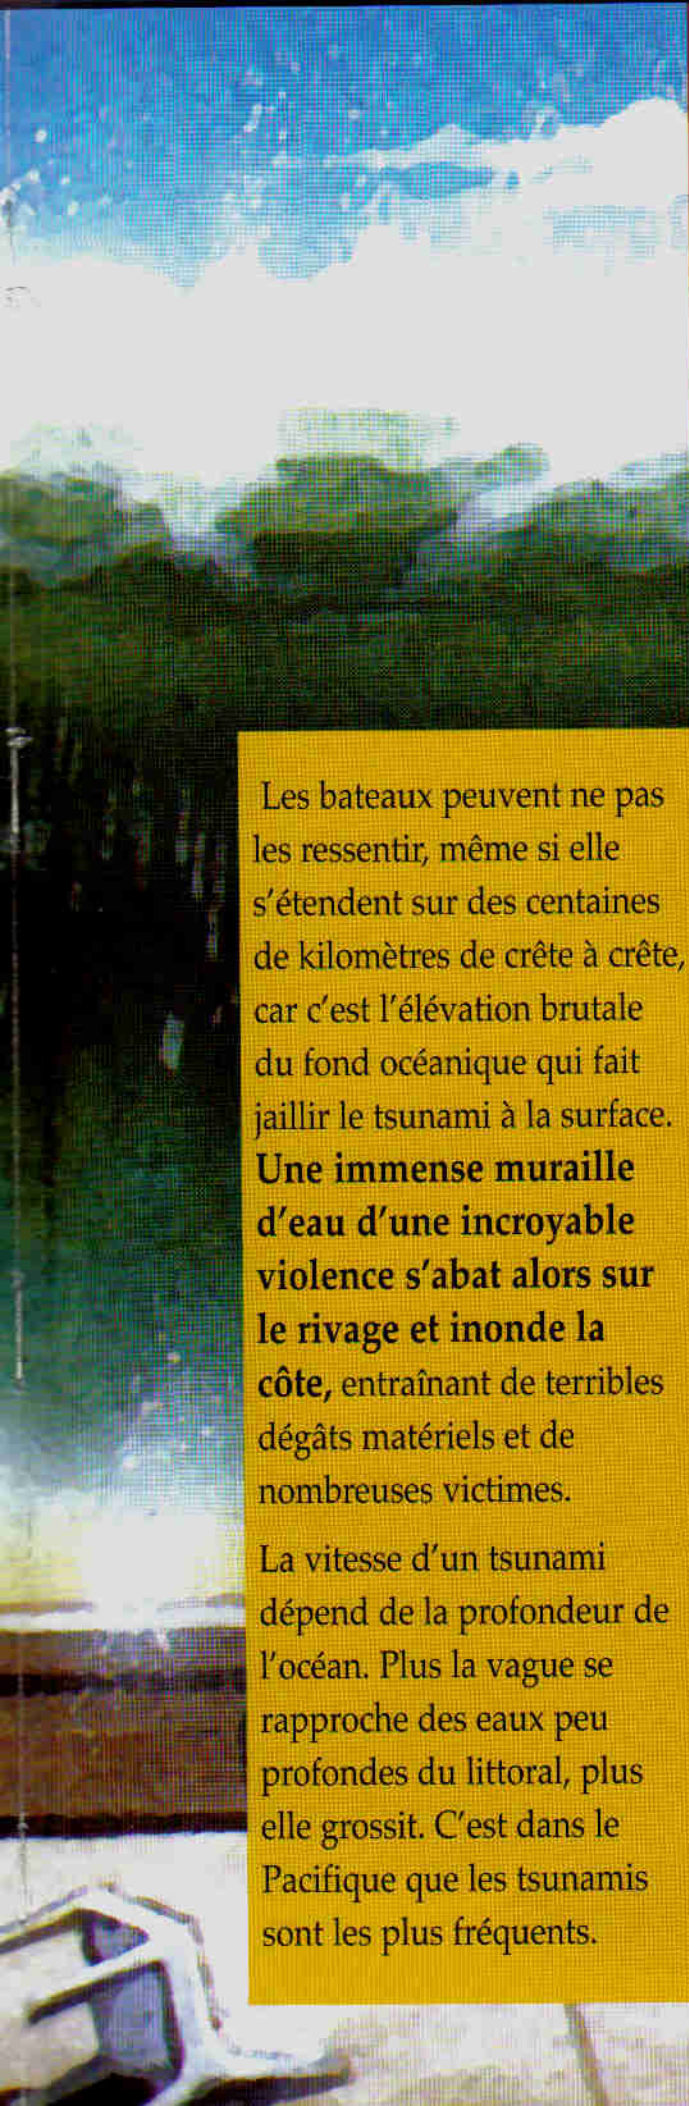 Les bateaux peuvent ne pas
les ressentir, même si elle
s'étendent sur des centaines
de kilomètres de crête à crête,
car c'est l'élévation brutale
du fond océanique qui fait
jaillir le tsunami à la surface.
Une immense muraille
d'eau d'une incroyable
violence s'abat alors sur
le rivage et inonde la
côte, entraînant de terribles
dégâts matériels et de
nombreuses victimes.
La vitesse d'un tsunami
dépend de la profondeur de
l'océan. Plus la vague se
rapproche des eaux peu
profondes du littoral, plus
elle grossit. C'est dans le
Pacifique que les tsunamis
sont les plus fréquents.